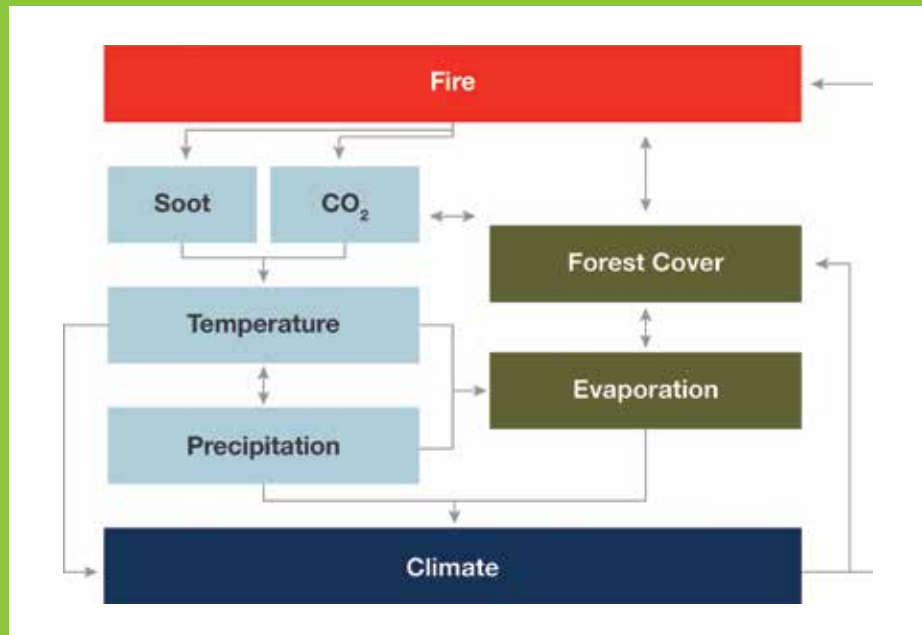 Fire
Soot
CO₂
Forest Cover
Temperature
Evaporation
Precipitation
Climate